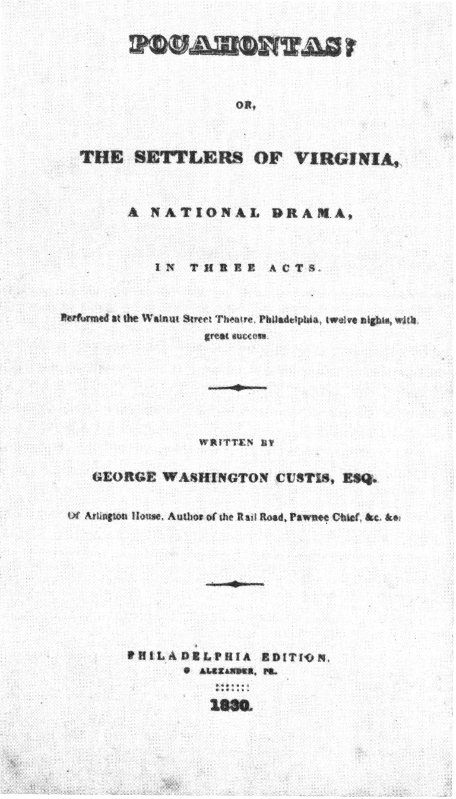 POCAHONTAS:
OR,
THE SETTLERS OF VIRGINIA,
A NATIONAL DRAMA,
IN THREE ACTS.
Performed at the Walnut Street Theatre, Philadelphia, twelve nights, with
great success.
WRITTEN BY
GEORGE WASHINGTON CUSTIS, ESQ.
Of Arlington House, Author of the Rail Road, Pawnee Chief, &c. &c.
PHILADELPHIA EDITION.
C ALEXANDER, PR.
1830.